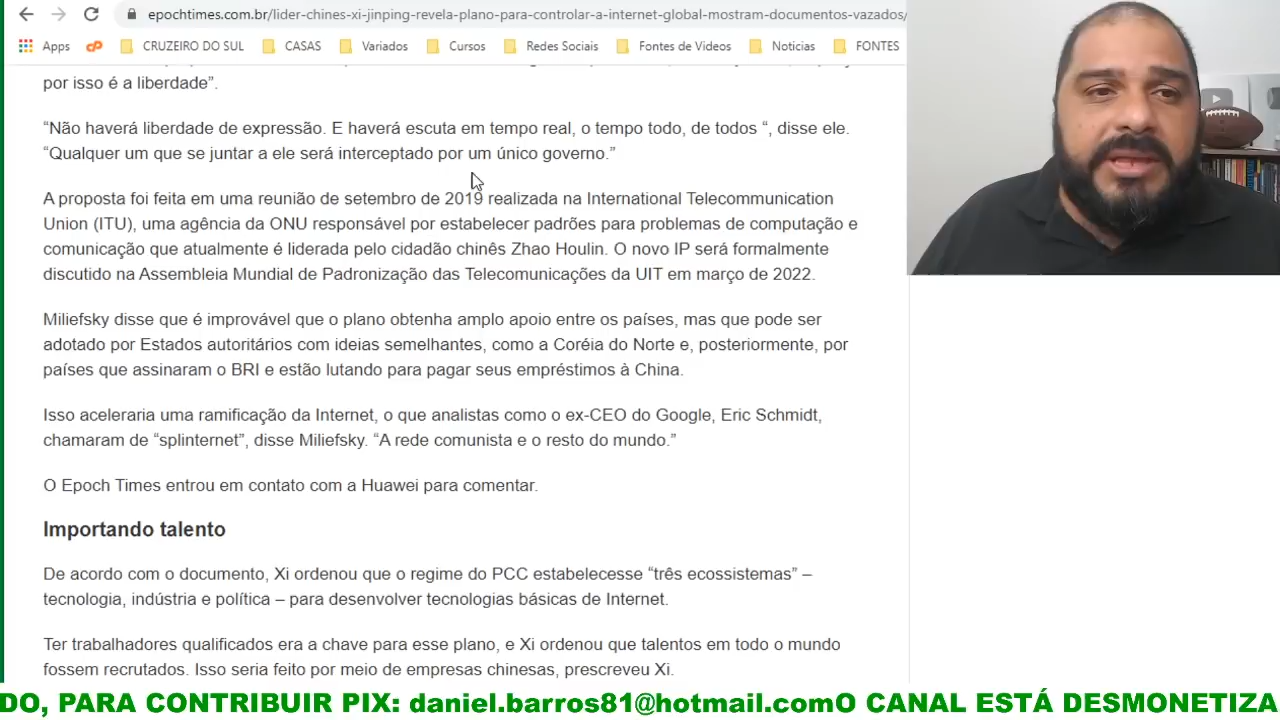 epochtimes.com.br/lider-chines-xi-jinping-revela-plano-para-controlar-a-internet-global-mostram-documentos-vazados/
Apps CRUZEIRO DO SUL CASAS Variados Cursos Redes Sociais Fontes de Videos Noticias FONTES
por isso é a liberdade”.
“Não haverá liberdade de expressão. E haverá escuta em tempo real, o tempo todo, de todos “, disse ele.
“Qualquer um que se juntar a ele será interceptado por um único governo.”
A proposta foi feita em uma reunião de setembro de 2019 realizada na International Telecommunication
Union (ITU), uma agência da ONU responsável por estabelecer padrões para problemas de computação e
comunicação que atualmente é liderada pelo cidadão chinês Zhao Houlin. O novo IP será formalmente
discutido na Assembleia Mundial de Padronização das Telecomunicações da UIT em março de 2022.
Miliefsky disse que é improvável que o plano obtenha amplo apoio entre os países, mas que pode ser
adotado por Estados autoritários com ideias semelhantes, como a Coréia do Norte e, posteriormente, por
países que assinaram o BRI e estão lutando para pagar seus empréstimos à China.
Isso aceleraria uma ramificação da Internet, o que analistas como o ex-CEO do Google, Eric Schmidt,
chamaram de “splinternet”, disse Miliefsky. “A rede comunista e o resto do mundo.”
O Epoch Times entrou em contato com a Huawei para comentar.
Importando talento
De acordo com o documento, Xi ordenou que o regime do PCC estabelecesse “três ecossistemas” –
tecnologia, indústria e política – para desenvolver tecnologias básicas de Internet.
Ter trabalhadores qualificados era a chave para esse plano, e Xi ordenou que talentos em todo o mundo
fossem recrutados. Isso seria feito por meio de empresas chinesas, prescreveu Xi.
DO, PARA CONTRIBUIR PIX: daniel.barros81@hotmail.comO CANAL ESTÁ DESMONETIZA